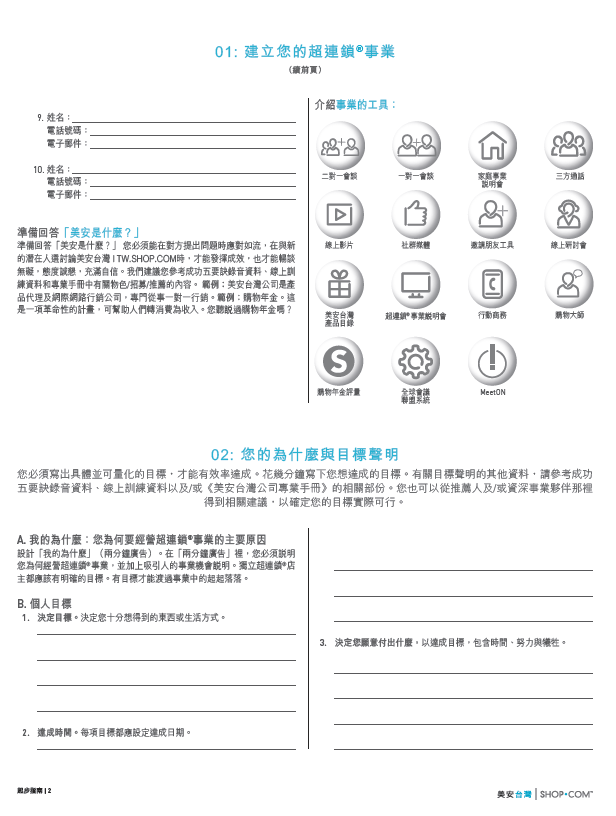 01: 建立您的超連鎖®事業
（續前頁）
9. 姓名：
電話號碼：
電子郵件：
10. 姓名：
電話號碼：
電子郵件：
準備回答「美安是什麼？」
準備回答「美安是什麼？」 您必須能在對方提出問題時應對如流，在與新
的潛在人選討論美安台灣 I TW.SHOP.COM時，才能發揮成效，也才能暢談
無礙，態度誠懇，充滿自信。我們建議您參考成功五要訣錄音資料、線上訓
練資料和專業手冊中有關物色/招募/推薦的內容。 範例：美安台灣公司是產
品代理及網際網路行銷公司，專門從事一對一行銷。範例：購物年金。這
是一項革命性的計畫，可幫助人們轉消費為收入。您聽說過購物年金嗎？
介紹事業的工具：
二對一會談
一對一會談
家庭事業
說明會
三方通話
線上影片
社群媒體
邀請朋友工具
線上研討會
美安台灣
產品目錄
超連鎖®事業說明會
行動商務
購物大師
S
購物年金評量
全球會議
聯盟系統
MeetON
02: 您的為什麼與目標聲明
您必須寫出具體並可量化的目標，才能有效率達成。花幾分鐘寫下您想達成的目標。有關目標聲明的其他資料，請參考成功
五要訣錄音資料、線上訓練資料以及/或《美安台灣公司專業手冊》的相關部份。您也可以從推薦人及/或資深事業夥伴那裡
得到相關建議，以確定您的目標實際可行。
A. 我的為什麼：您為何要經營超連鎖®事業的主要原因
設計「我的為什麼」（兩分鐘廣告）。在「兩分鐘廣告」裡，您必須說明
您為何經營超連鎖®事業，並加上吸引人的事業機會說明。獨立超連鎖®店
主都應該有明確的目標。有目標才能渡過事業中的起起落落。
B. 個人目標
1. 決定目標。決定您十分想得到的東西或生活方式。
2. 達成時間。每項目標都應設定達成日期。
3. 決定您願意付出什麼，以達成目標，包含時間、努力與犧牲。
起步指南 | 2
美安台灣 | SHOP•COM™